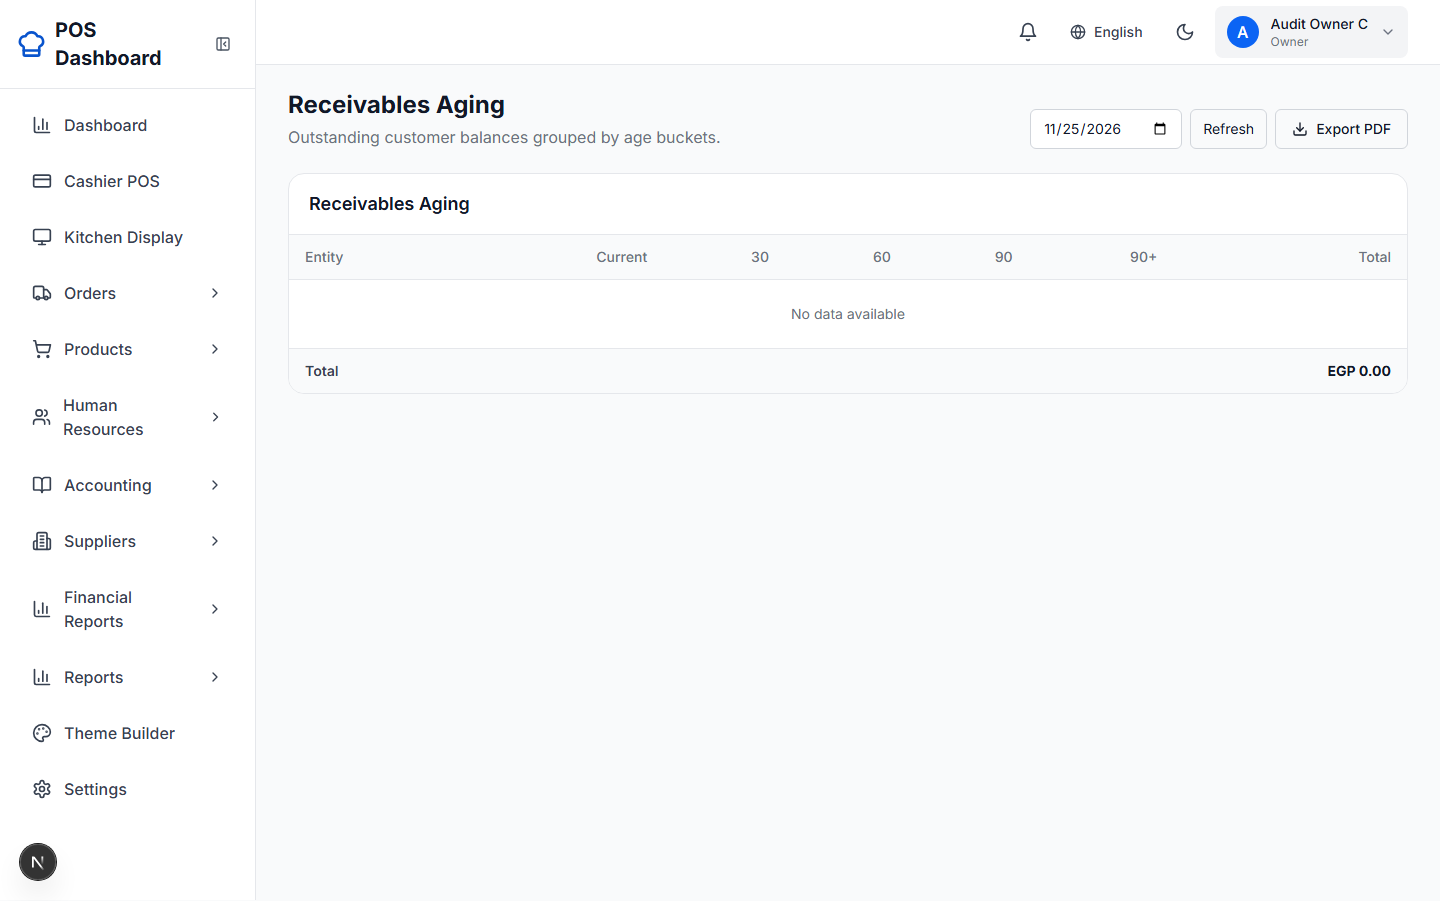 POS
Dashboard
English
A
Audit Owner C
Owner
Dashboard
Cashier POS
Kitchen Display
Orders
Products
Human
Resources
Accounting
Suppliers
Financial
Reports
Reports
Theme Builder
Settings
N
Receivables Aging
Outstanding customer balances grouped by age buckets.
11/25/2026
Refresh
Export PDF
Receivables Aging
Entity Current 30 60 90 90+ Total
No data available
Total EGP 0.00